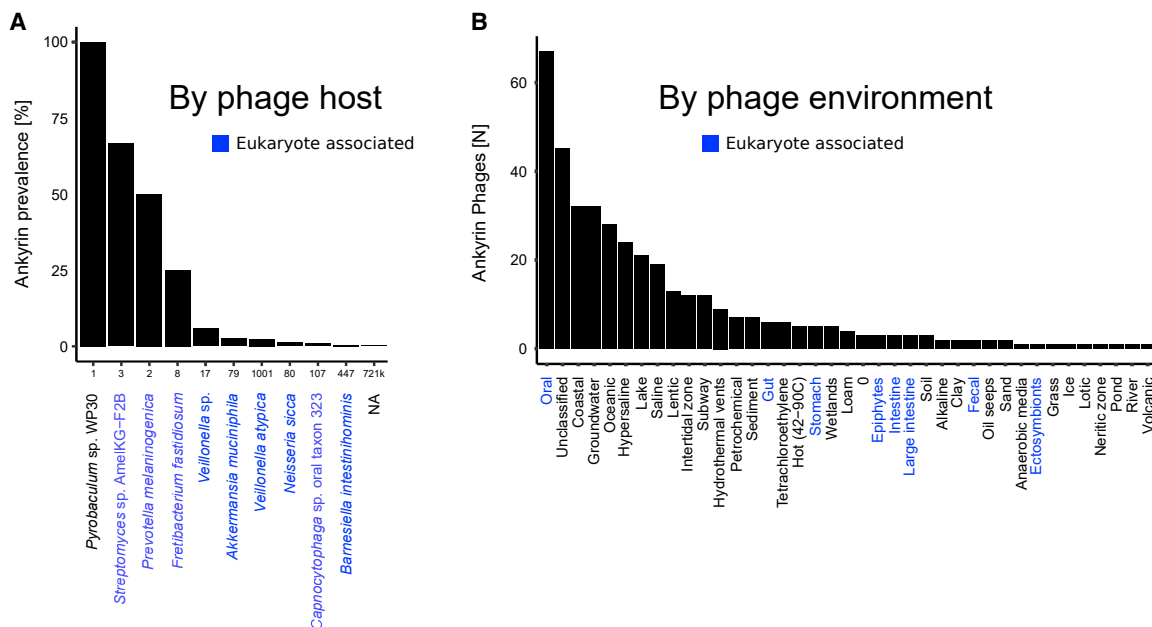 A
By phage host
Eukaryote associated
Ankyrin prevalence [%]
100
75
50
25
0
1 3 2 8 17 79 1001 80 107 447 721k
Pyrobaculum sp. WP30
Streptomyces sp. AmelKG−F2B
Prevotella melaninogenica
Fretibacterium fastidiosum
Veillonella sp.
Akkermansia muciniphila
Veillonella atypica
Neisseria sicca
Capnocytophaga sp. oral taxon 323
Barnesiella intestinihominis
NA
B
By phage environment
Eukaryote associated
Ankyrin Phages [N]
60
40
20
0
Oral
Unclassified
Coastal
Groundwater
Oceanic
Hypersaline
Lake
Saline
Lentic
Intertidal zone
Subway
Hydrothermal vents
Petrochemical
Sediment
Gut
Tetrachloroethylene
Hot (42−90C)
Stomach
Wetlands
Loam
0
Epiphytes
Intestine
Large intestine
Soil
Alkaline
Clay
Fecal
Oil seeps
Sand
Anaerobic media
Ectosymbionts
Grass
Ice
Lotic
Neritic zone
Pond
River
Volcanic